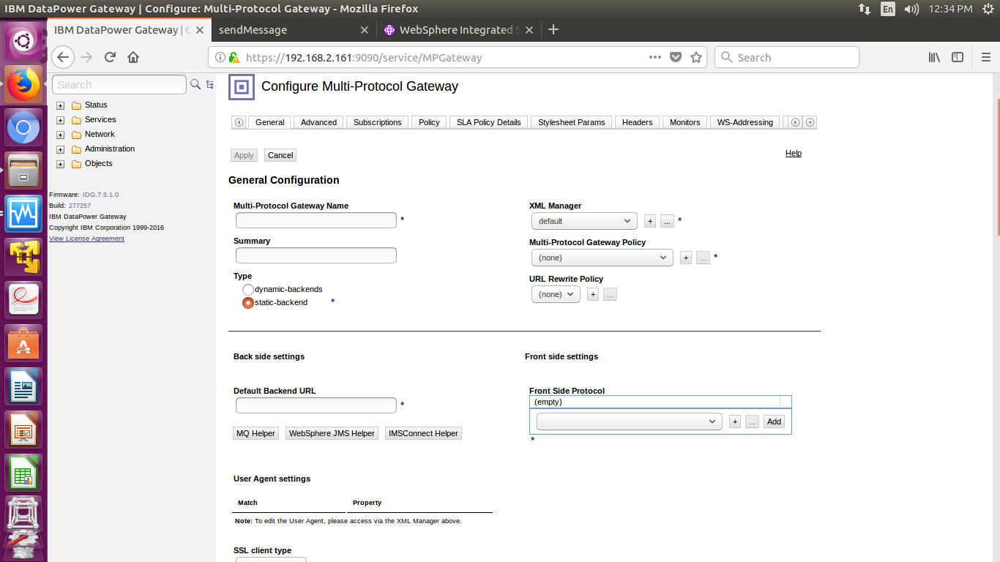 IBM DataPower Gateway | Configure: Multi-Protocol Gateway - Mozilla Firefox
En
12:34 PM
IBM DataPower Gateway |
sendMessage
WebSphere Integrated
https://192.168.2.161:9090/service/MPGateway
Search
Search
Status
Services
Network
Administration
Objects
Firmware: IDG.7.5.1.0
Build: 277257
IBM DataPower Gateway
Copyright IBM Corporation 1999-2016
View License Agreement
Configure Multi-Protocol Gateway
General
Advanced
Subscriptions
Policy
SLA Policy Details
Stylesheet Params
Headers
Monitors
WS-Addressing
Apply
Cancel
Help
General Configuration
Multi-Protocol Gateway Name
*
Summary
Type
dynamic-backends
static-backend *
XML Manager
default + ... *
Multi-Protocol Gateway Policy
(none) + ... *
URL Rewrite Policy
(none) + ...
Back side settings
Default Backend URL
*
MQ Helper
WebSphere JMS Helper
IMSConnect Helper
Front side settings
Front Side Protocol
(empty)
+ ... Add
*
User Agent settings
Match Property
Note: To edit the User Agent, please access via the XML Manager above.
SSL client type